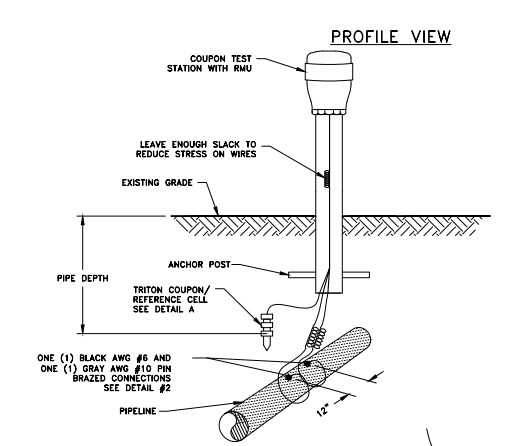 PROFILE VIEW
COUPON TEST
STATION WITH RMU
LEAVE ENOUGH SLACK TO
REDUCE STRESS ON WIRES
EXISTING GRADE
ANCHOR POST
PIPE DEPTH
TRITON COUPON/
REFERENCE CELL
SEE DETAIL A
ONE (1) BLACK AWG #6 AND
ONE (1) GRAY AWG #10 PIN
BRAZED CONNECTIONS
SEE DETAIL #2
PIPELINE
12"